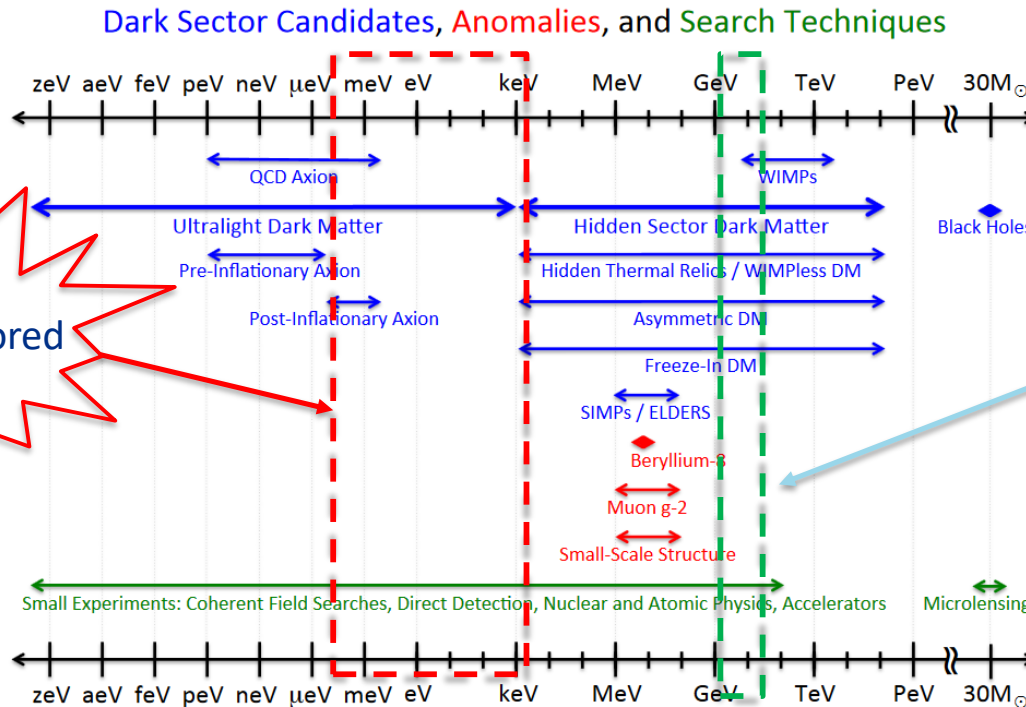 Dark Sector Candidates, Anomalies, and Search Techniques
zeV aeV feV peV neV μeV meV eV keV MeV GeV TeV PeV 30M☉
QCD Axion
WIMPs
Ultralight Dark Matter
Hidden Sector Dark Matter
Black Holes
Pre-Inflationary Axion
Hidden Thermal Relics / WIMPless DM
Post-Inflationary Axion
Asymmetric DM
ored
Freeze-In DM
SIMPs / ELDERS
Beryllium-8
Muon g-2
Small-Scale Structure
Small Experiments: Coherent Field Searches, Direct Detection, Nuclear and Atomic Physics, Accelerators
Microlensing
zeV aeV feV peV neV μeV meV eV keV MeV GeV TeV PeV 30M☉